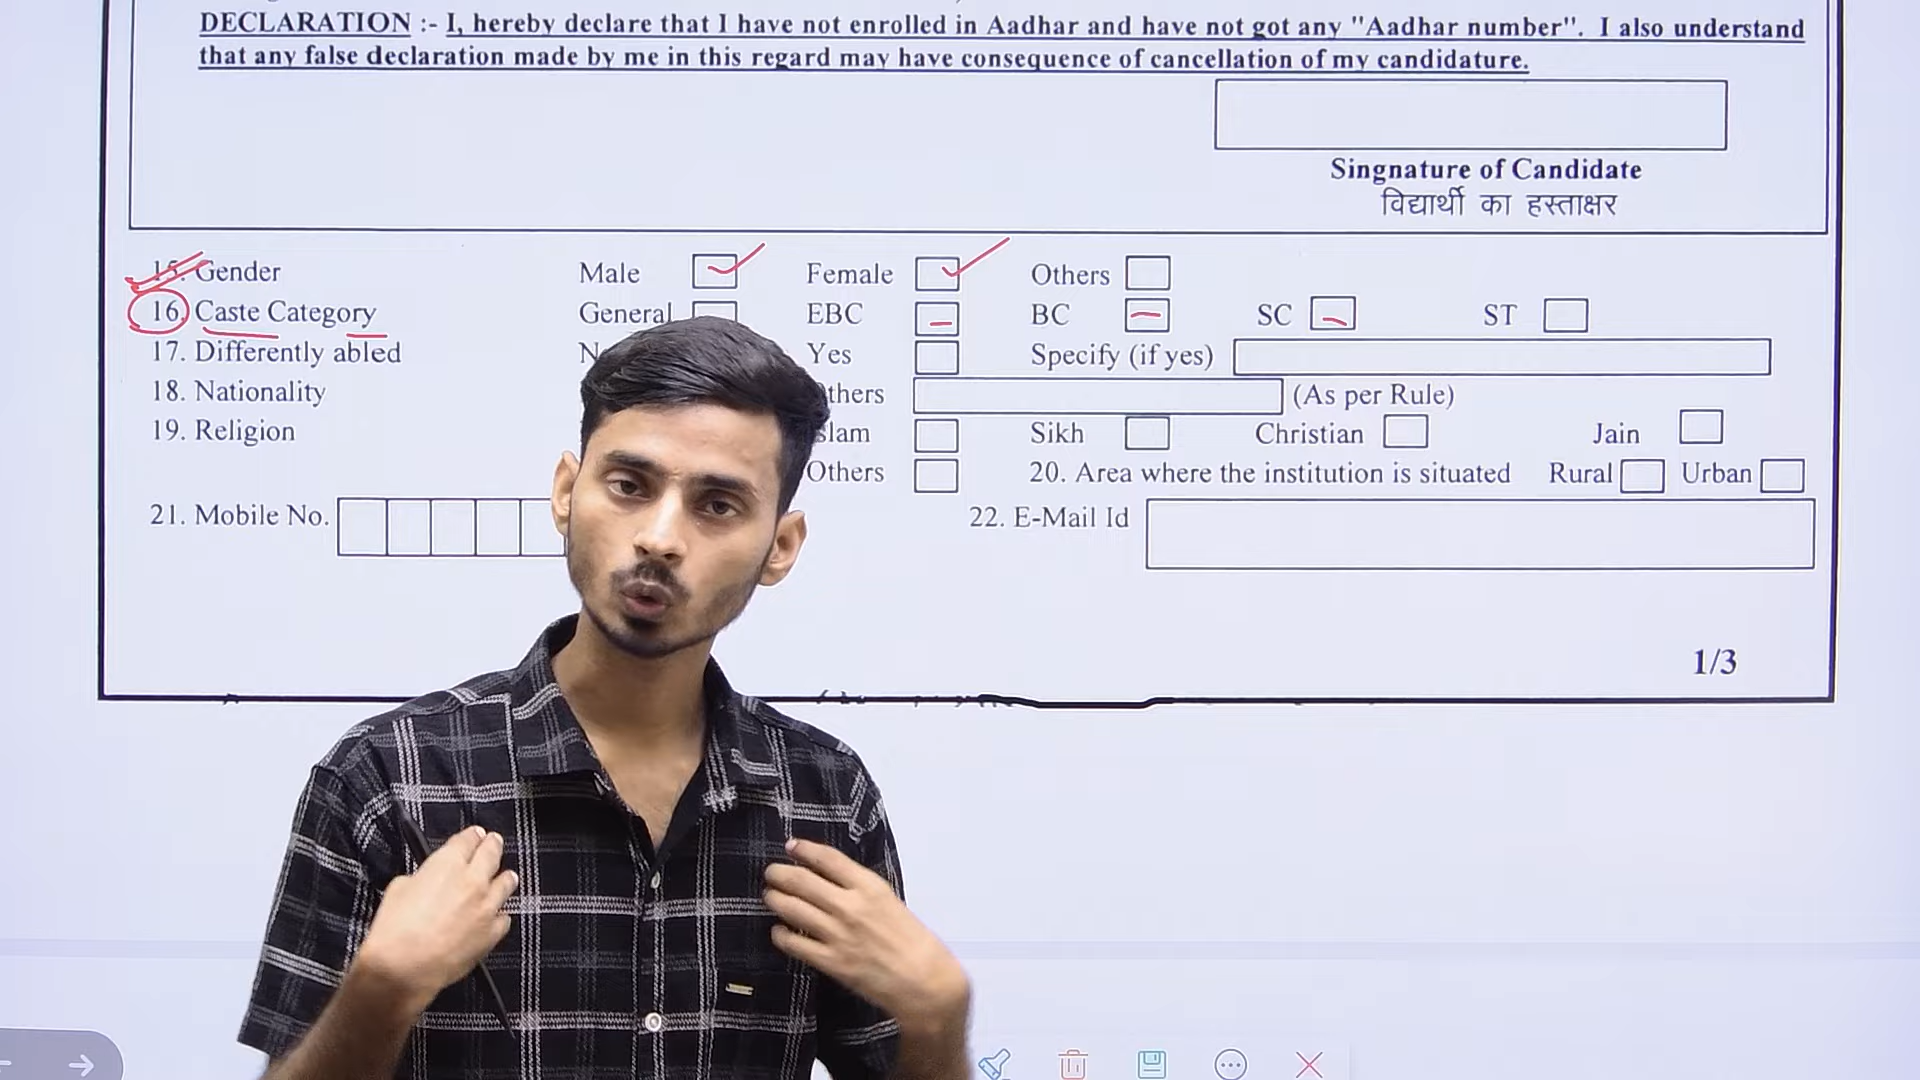 DECLARATION :- I, hereby declare that I have not enrolled in Aadhar and have not got any "Aadhar number". I also understand
that any false declaration made by me in this regard may have consequence of cancellation of my candidature.
Singnature of Candidate
विद्यार्थी का हस्ताक्षर
15. Gender Male Female Others
16. Caste Category General EBC BC SC ST
17. Differently abled Yes Specify (if yes)
18. Nationality (As per Rule)
19. Religion Sikh Christian Jain
Others 20. Area where the institution is situated Rural Urban
21. Mobile No. 22. E-Mail Id
1/3